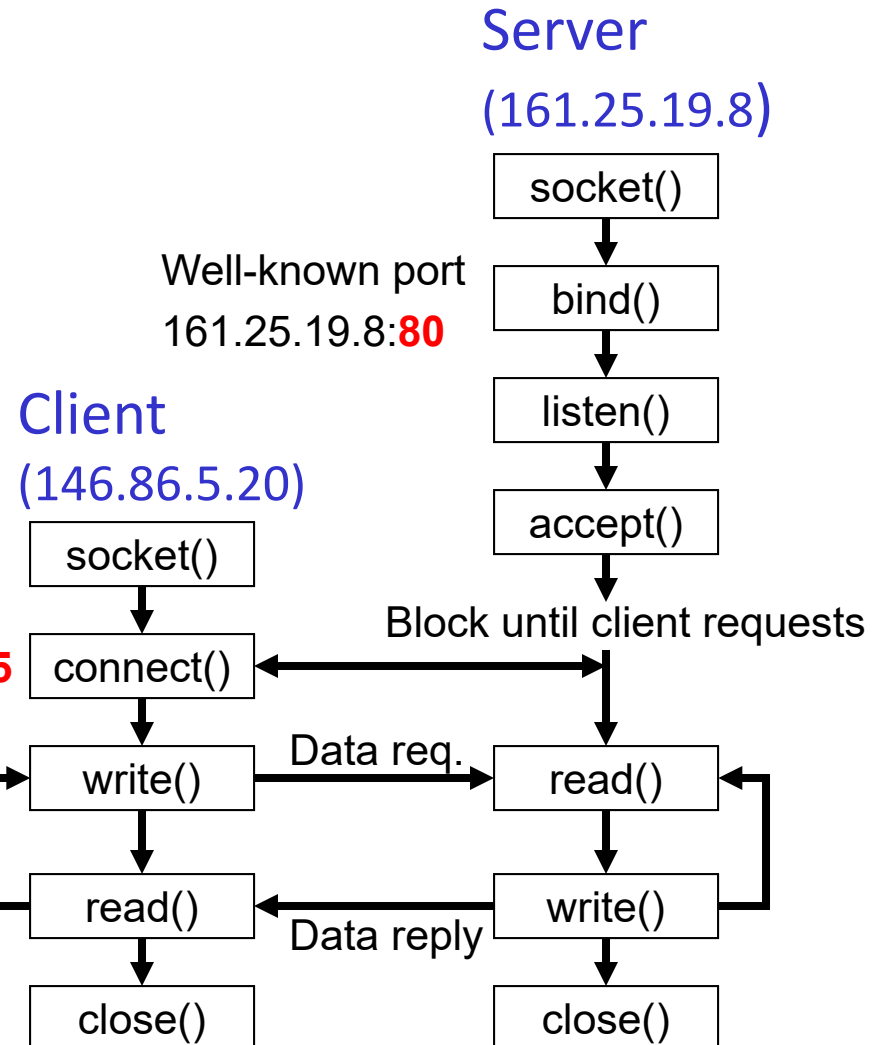 Server
(161.25.19.8)
socket()
Well-known port
161.25.19.8:80
bind()
listen()
accept()
Block until client requests
Client
(146.86.5.20)
socket()
5
connect()
write()
Data req.
read()
read()
Data reply
write()
close()
close()